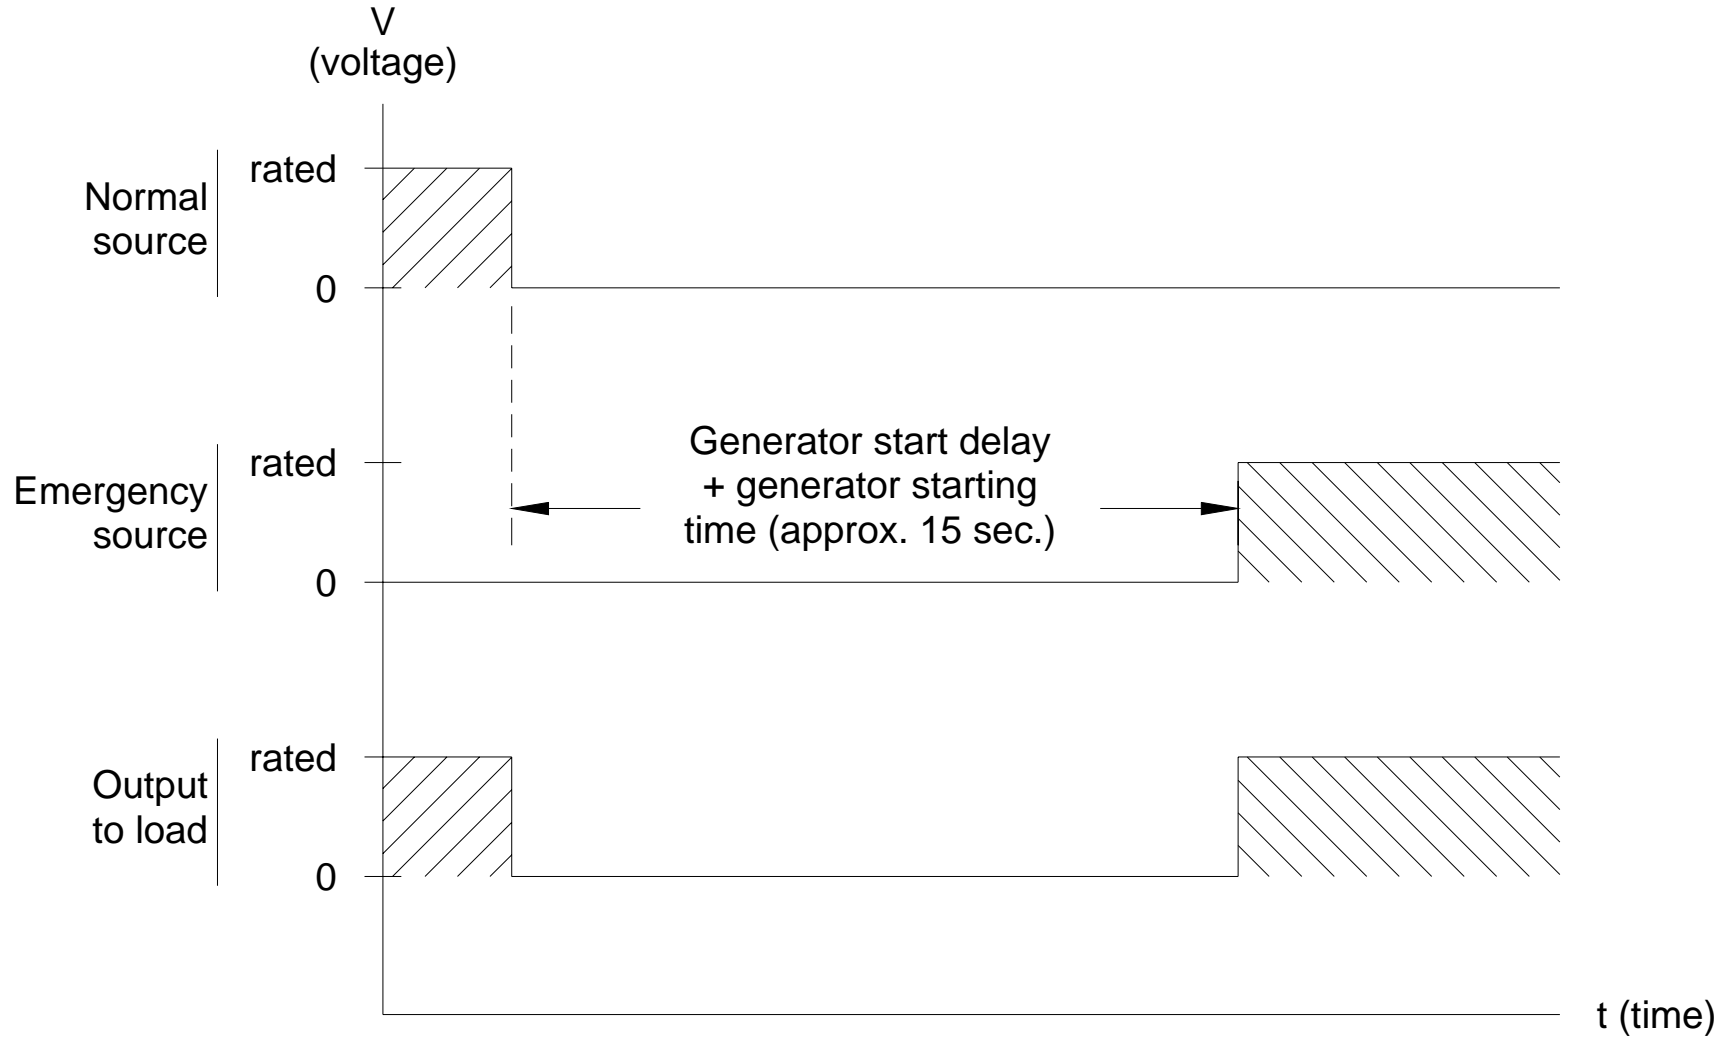 V
(voltage)
Normal
source
rated
0
Emergency
source
rated
0
Generator start delay
+ generator starting
time (approx. 15 sec.)
Output
to load
rated
0
t (time)